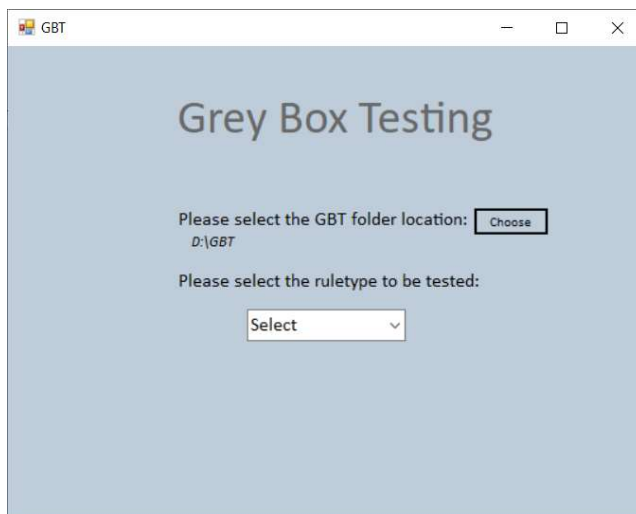 GBT
Grey Box Testing
Please select the GBT folder location: Choose
D:\GBT
Please select the ruletype to be tested:
Select